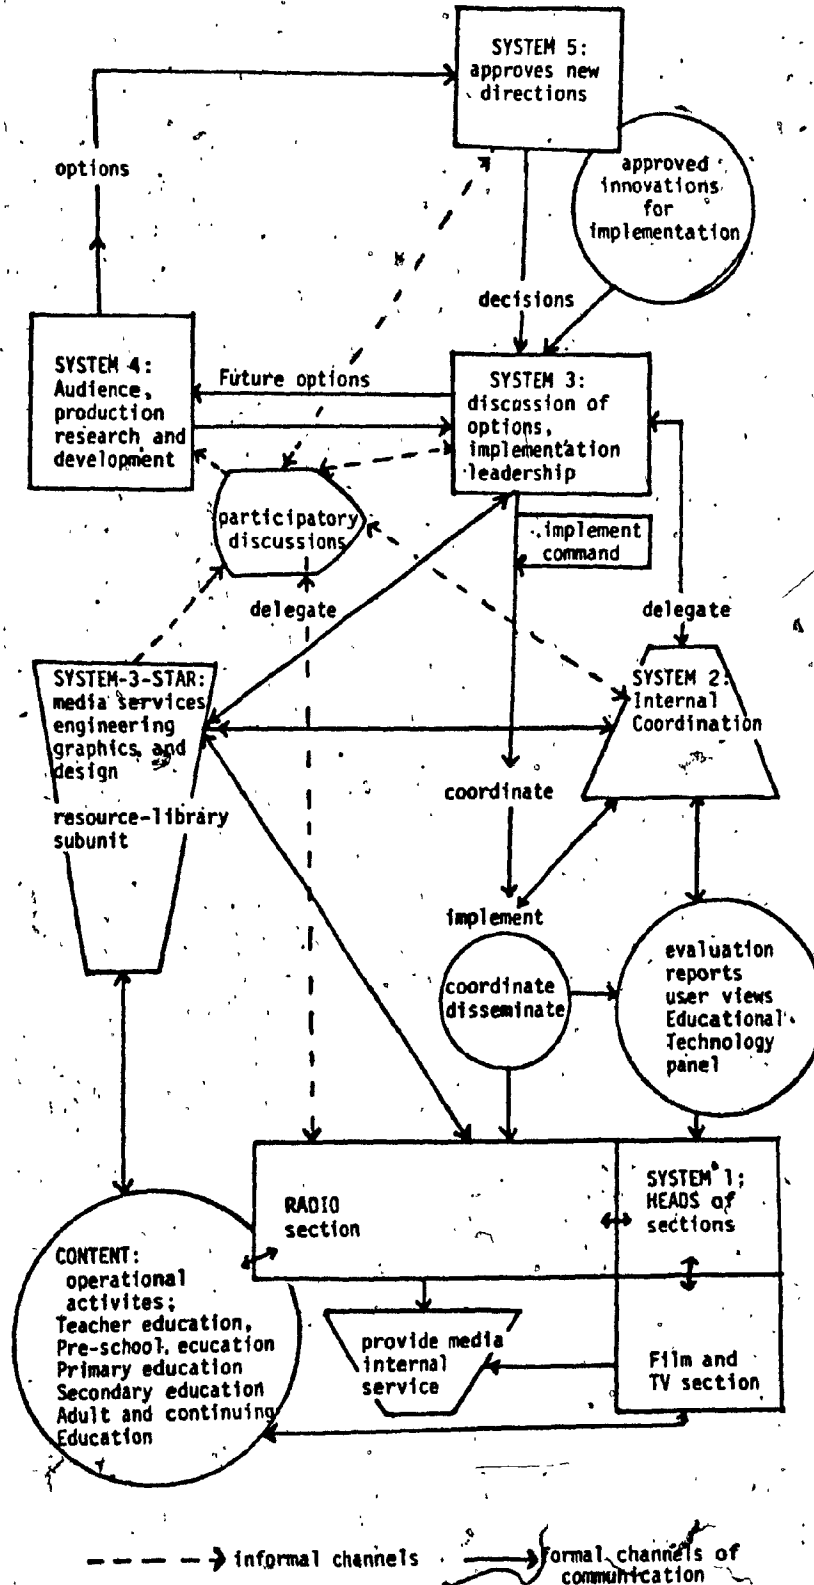 SYSTEM 5:
approves new
directions
options
approved
innovations
for
implementation
decisions
SYSTEM 4:
Audience,
production
research and
development
Future options
SYSTEM 3:
discussion of
options,
implementation
leadership
participatory
discussions
implement
command
delegate
delegate
SYSTEM-3-STAR:
media services
engineering
graphics and
design
resource-library
subunit
SYSTEM 2:
Internal
Coordination
coordinate
implement
coordinate
disseminate
evaluation
reports
user views
Educational
Technology
panel
RADIO
section
SYSTEM 1;
HEADS of
sections
CONTENT:
operational
activites;
Teacher education,
Pre-school, ecucation
Primary education
Secondary education
Adult and continuing
Education
provide media
internal
service
Film and
TV section
informal channels
formal channels of
communication